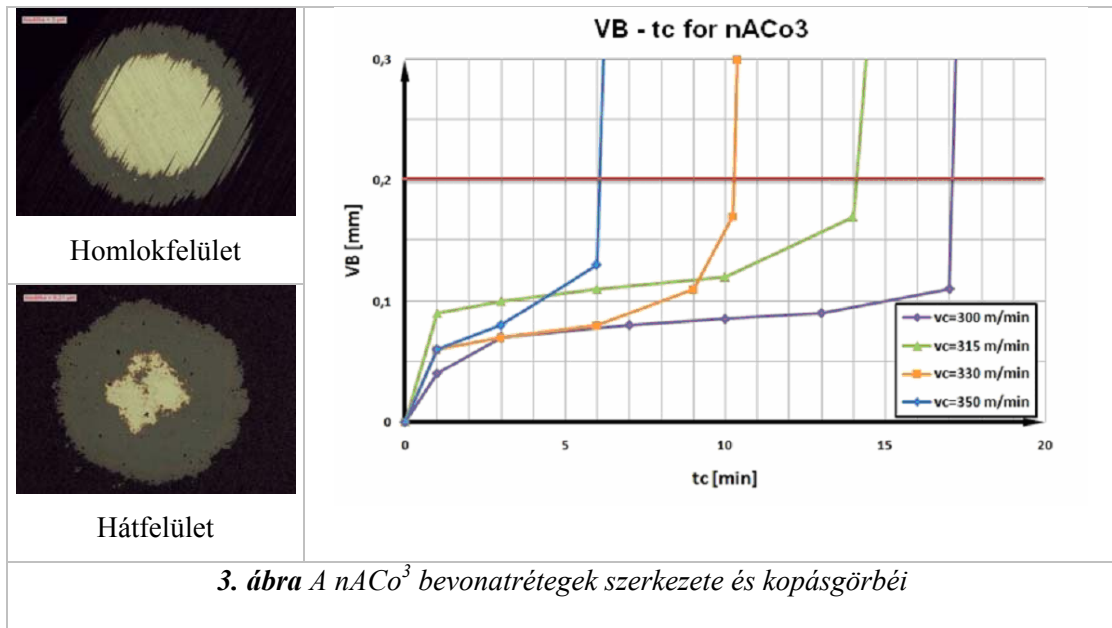 Homlokfelület
Hátfelület
VB - tc for nACo3
VB [mm]
0,3
0,2
0,1
0
0
5
10
15
20
tc [min]
vc=300 m/min
vc=315 m/min
vc=330 m/min
vc=350 m/min
3. ábra A nACo³ bevonatrétegek szerkezete és kopásgörbéi